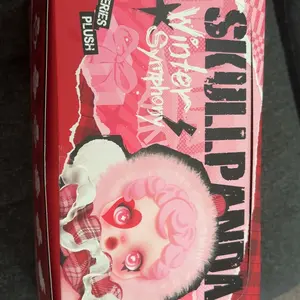 SERIES
PLUSH
Winter
Symphony
SKULLPANDA